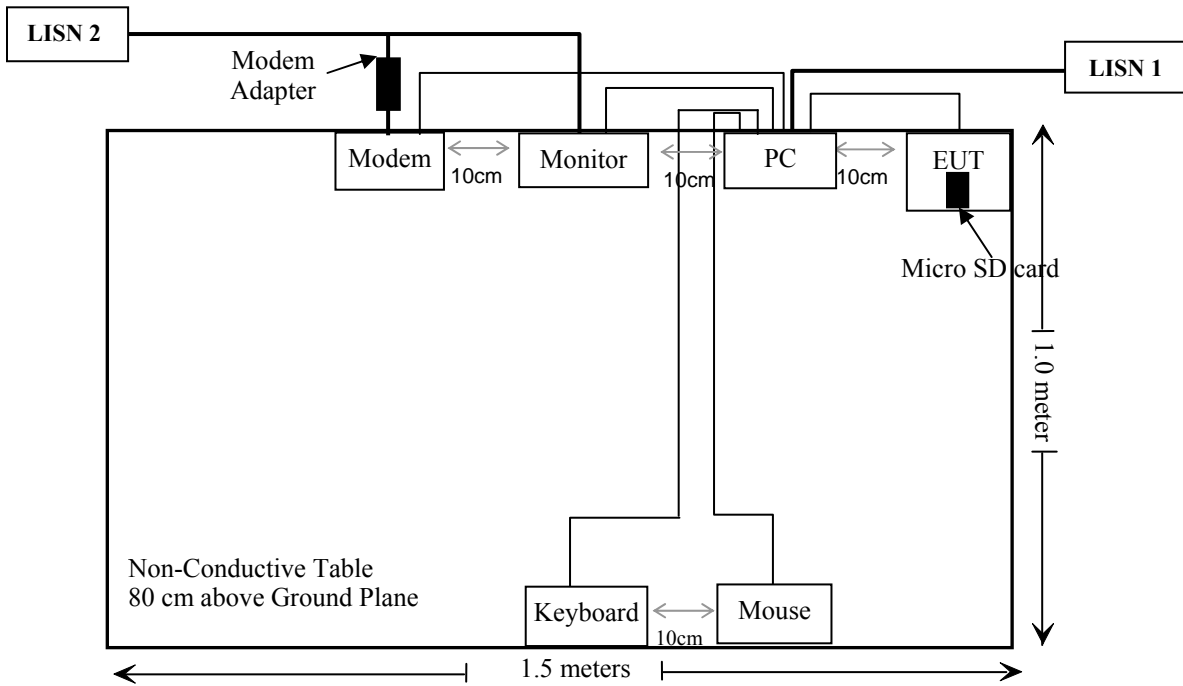 LISN 2
Modem
Adapter
LISN 1
Modem
Monitor
PC
EUT
10cm
10cm
10cm
Micro SD card
1.0 meter
Non-Conductive Table
80 cm above Ground Plane
Keyboard
Mouse
10cm
1.5 meters